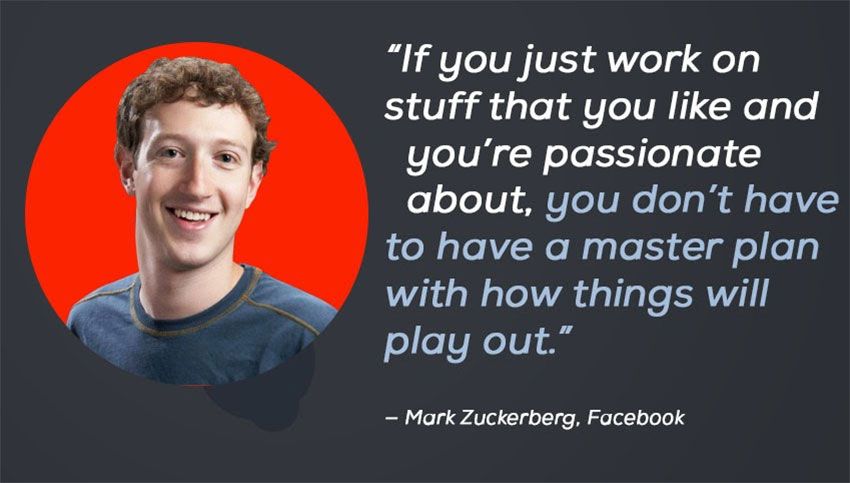 “If you just work on
stuff that you like and
you’re passionate
about, you don’t have
to have a master plan
with how things will
play out.”
– Mark Zuckerberg, Facebook